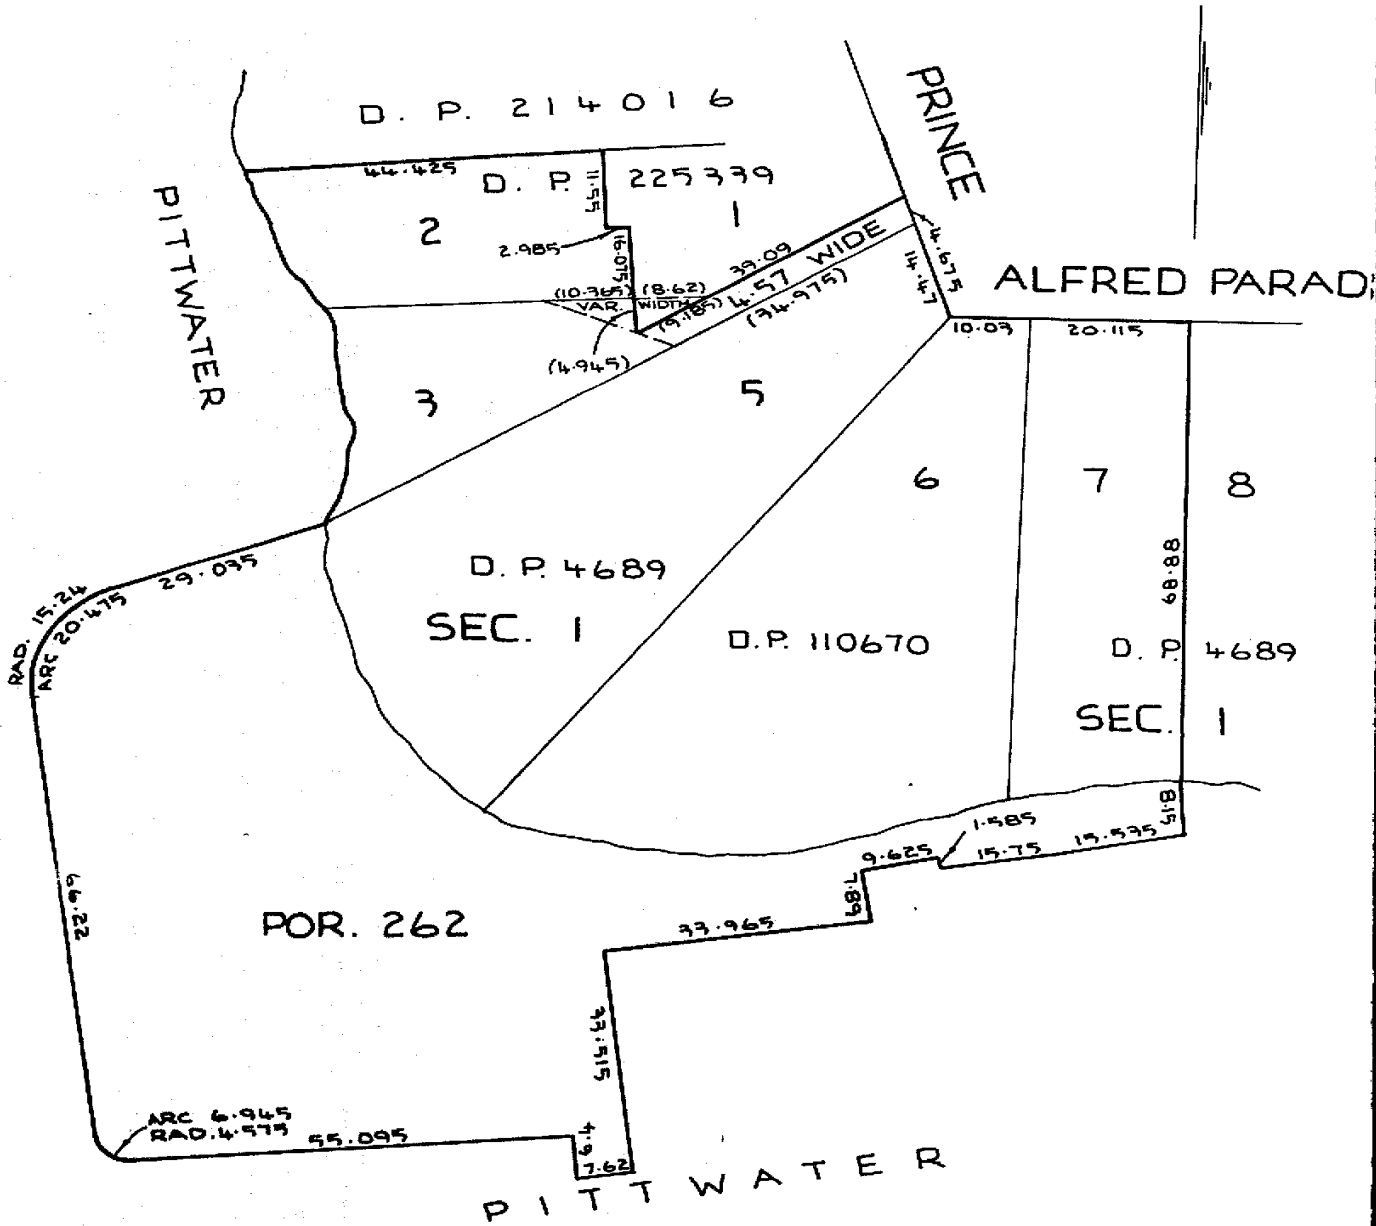 D. P. 214016
PRINCE
PITTWATER
44.425
D. P. 225339
11.55
2
1
2.985
16.075
39.09
4.57 WIDE
4.675
14.47
ALFRED PARADE
(10.365) (8.62)
VAR. WIDTH
(9.185)
(34.975)
(4.945)
10.03
20.115
3
5
6
7
8
D. P. 4689
SEC. 1
D.P. 110670
68.88
D. P. 4689
SEC. 1
29.035
RAD. 15.24
ARC 20.475
8.15
1.585
9.625
15.75
15.535
7.89
66.22
POR. 262
33.965
33.515
ARC 6.945
RAD. 4.575
55.095
4.9
7.62
PITTWATER